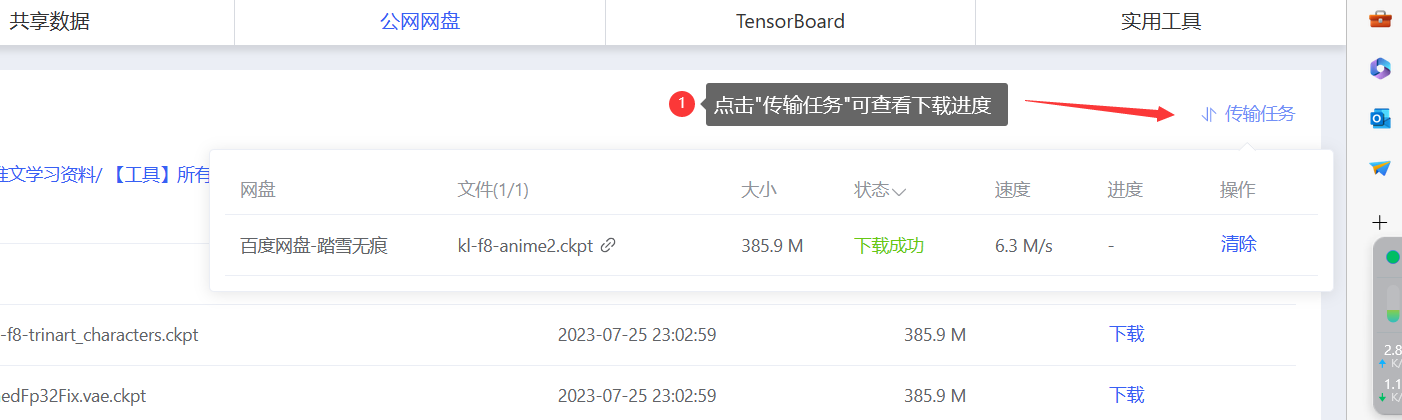 共享数据 公网网盘 TensorBoard 实用工具
1 点击"传输任务"可查看下载进度 传输任务
文学习资料/ 【工具】所有
网盘 文件(1/1) 大小 状态 速度 进度 操作
百度网盘-踏雪无痕 kl-f8-anime2.ckpt 385.9 M 下载成功 6.3 M/s - 清除
-f8-trinart_characters.ckpt 2023-07-25 23:02:59 385.9 M 下载
edFp32Fix.vae.ckpt 2023-07-25 23:02:59 385.9 M 下载
2.8
K/
1.1
K/